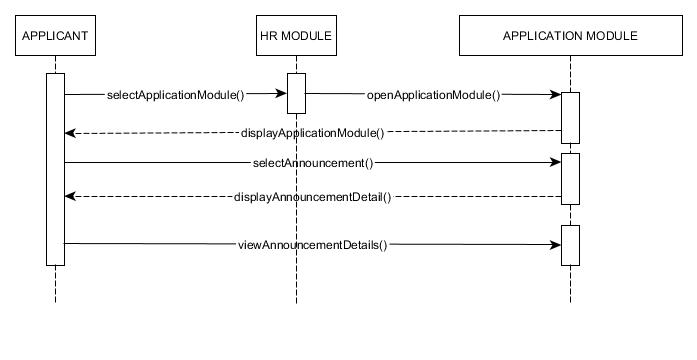 APPLICANT
HR MODULE
APPLICATION MODULE
selectApplicationModule()
openApplicationModule()
displayApplicationModule()
selectAnnouncement()
displayAnnouncementDetail()
viewAnnouncementDetails()